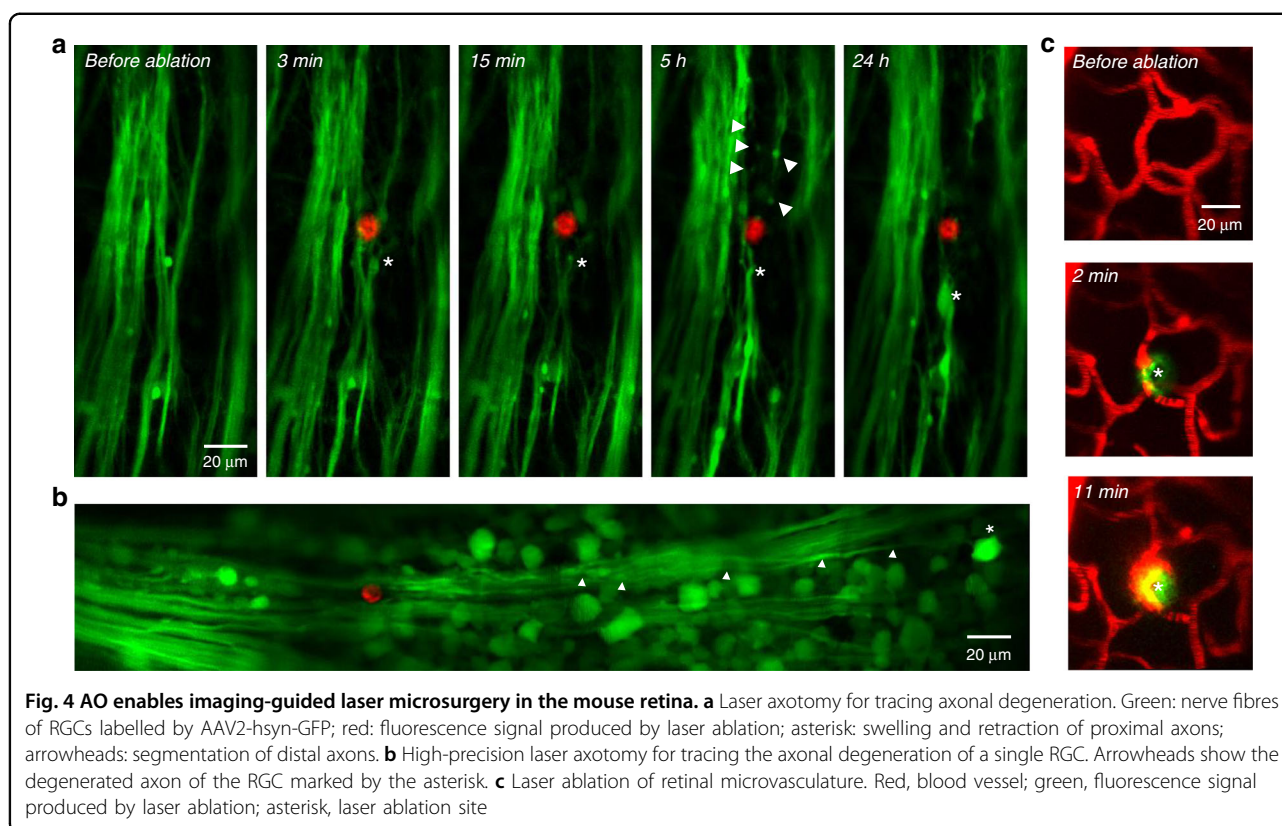 a
Before ablation
3 min
15 min
5 h
24 h
*
*
*
*
20 µm
b
*
20 µm
c
Before ablation
20 µm
2 min
*
11 min
*
Fig. 4 AO enables imaging-guided laser microsurgery in the mouse retina. a Laser axotomy for tracing axonal degeneration. Green: nerve fibres
of RGCs labelled by AAV2-hsyn-GFP; red: fluorescence signal produced by laser ablation; asterisk: swelling and retraction of proximal axons;
arrowheads: segmentation of distal axons. b High-precision laser axotomy for tracing the axonal degeneration of a single RGC. Arrowheads show the
degenerated axon of the RGC marked by the asterisk. c Laser ablation of retinal microvasculature. Red, blood vessel; green, fluorescence signal
produced by laser ablation; asterisk, laser ablation site